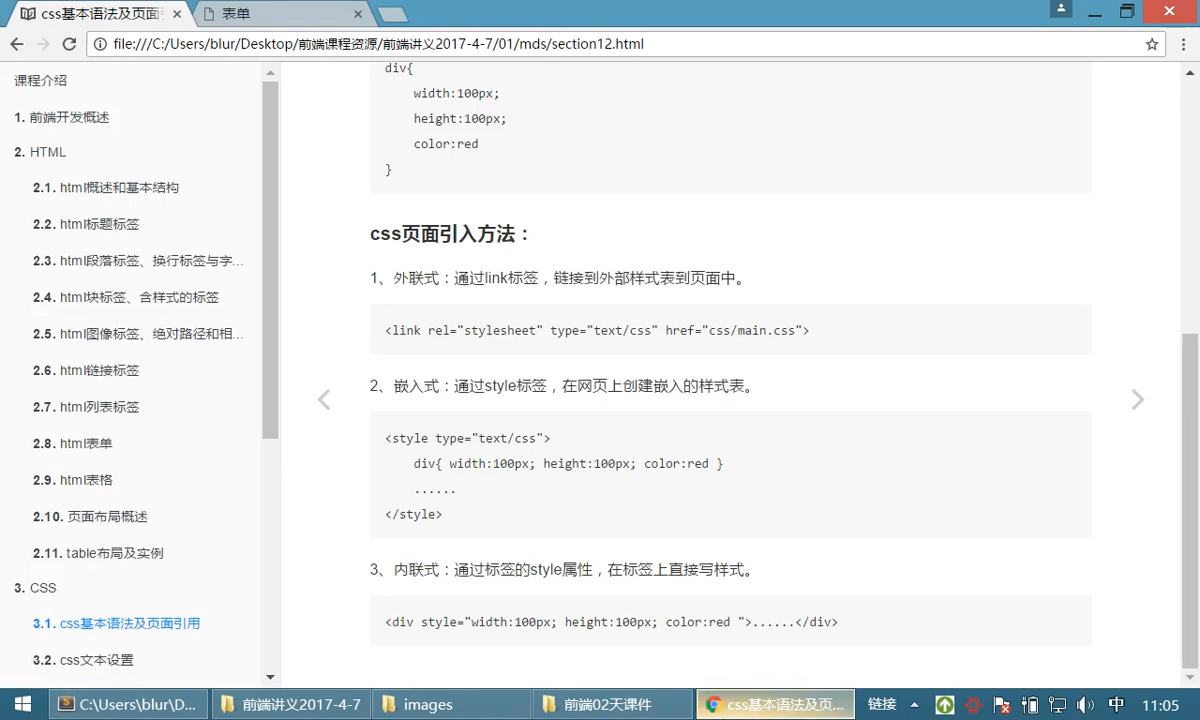 css基本语法及页面引
表单
file:///C:/Users/blur/Desktop/前端课程资源/前端讲义2017-4-7/01/mds/section12.html
课程介绍
1. 前端开发概述
2. HTML
2.1. html概述和基本结构
2.2. html标题标签
2.3. html段落标签、换行标签与字...
2.4. html块标签、含样式的标签
2.5. html图像标签、绝对路径和相...
2.6. html链接标签
2.7. html列表标签
2.8. html表单
2.9. html表格
2.10. 页面布局概述
2.11. table布局及实例
3. CSS
3.1. css基本语法及页面引用
3.2. css文本设置
div{
width:100px;
height:100px;
color:red
}
css页面引入方法：
1、外联式：通过link标签，链接到外部样式表到页面中。
<link rel="stylesheet" type="text/css" href="css/main.css">
2、嵌入式：通过style标签，在网页上创建嵌入的样式表。
<style type="text/css">
div{ width:100px; height:100px; color:red }
......
</style>
3、内联式：通过标签的style属性，在标签上直接写样式。
<div style="width:100px; height:100px; color:red ">......</div>
C:\Users\blur\D...
前端讲义2017-4-7
images
前端02天课件
css基本语法及页...
链接
中
11:05